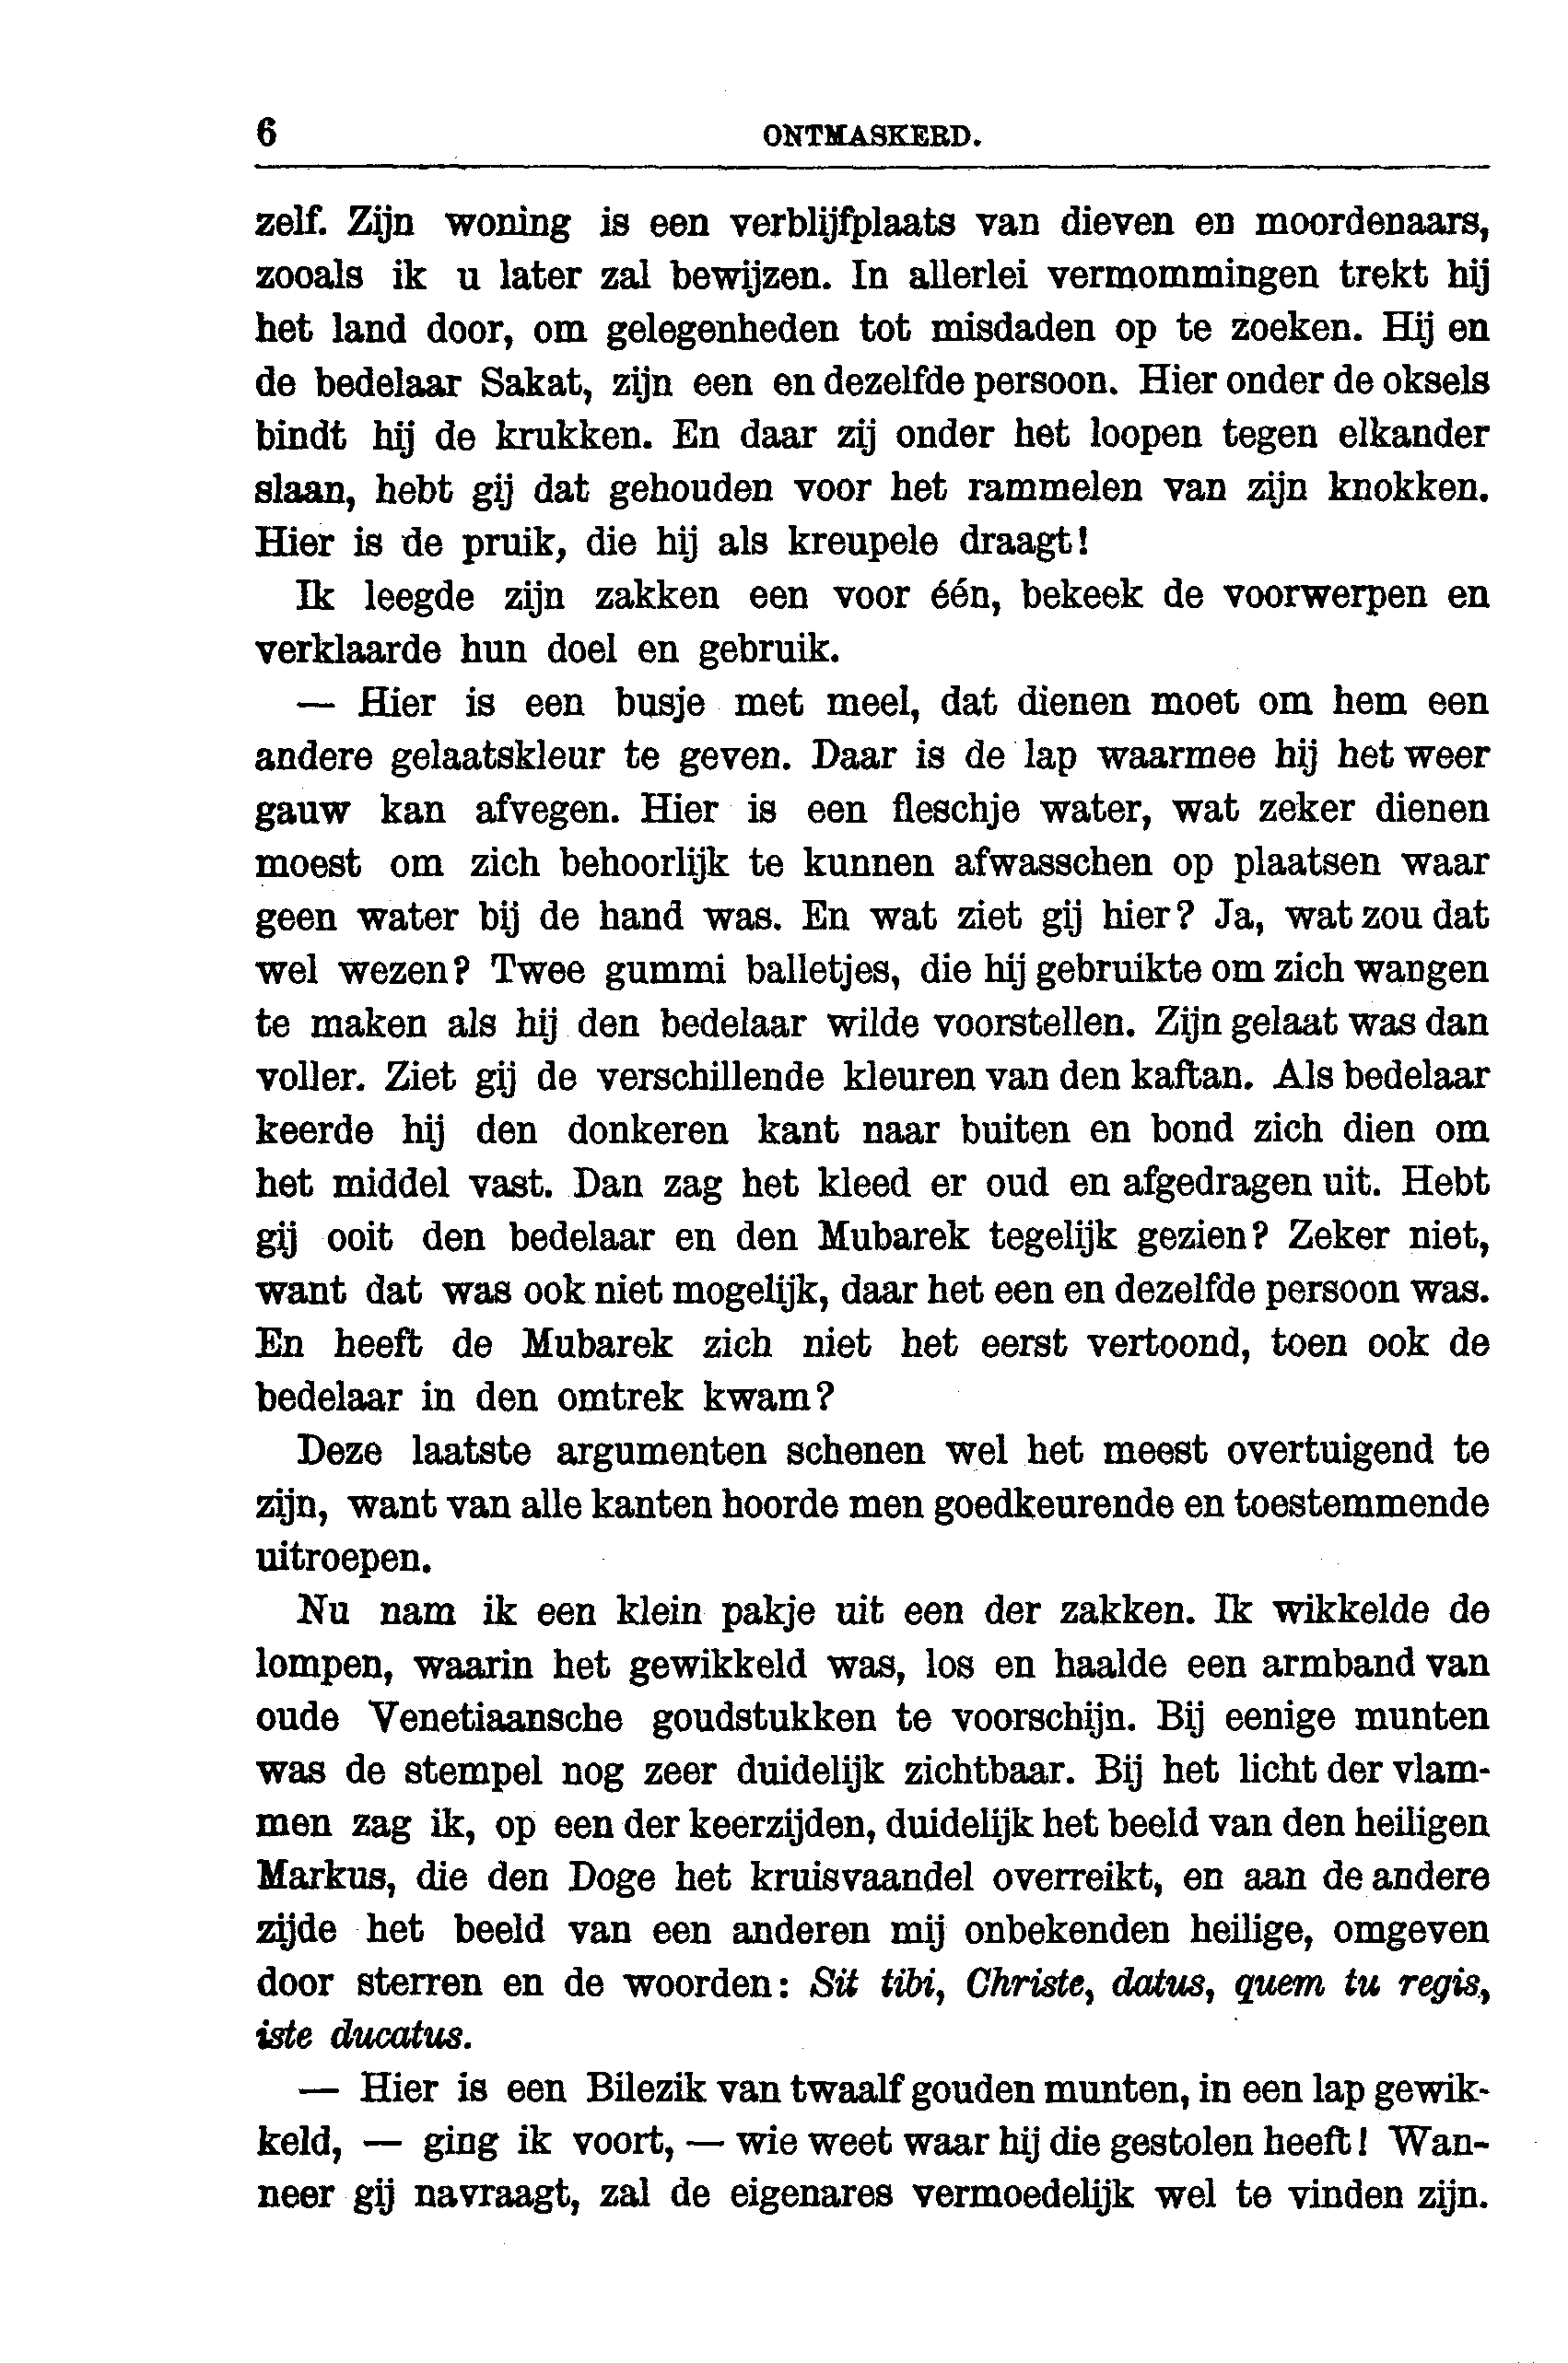 6 ONTMASKERD.
zelf. Zijn woning is een verblijfplaats van dieven en moordenaars,
zooals ik u later zal bewijzen. In allerlei vermommingen trekt hij
het land door, om gelegenheden tot misdaden op te zoeken. Hij en
de bedelaar Sakat, zijn een en dezelfde persoon. Hier onder de oksels
bindt hij de krukken. En daar zij onder het loopen tegen elkander
slaan, hebt gij dat gehouden voor het rammelen van zijn knokken.
Hier is de pruik, die hij als kreupele draagt!
Ik leegde zijn zakken een voor één, bekeek de voorwerpen en
verklaarde hun doel en gebruik.
— Hier is een busje met meel, dat dienen moet om hem een
andere gelaatskleur te geven. Daar is de lap waarmee hij het weer
gauw kan afvegen. Hier is een fleschje water, wat zeker dienen
moest om zich behoorlijk te kunnen afwasschen op plaatsen waar
geen water bij de hand was. En wat ziet gij hier? Ja, wat zou dat
wel wezen? Twee gummi balletjes, die hij gebruikte om zich wangen
te maken als hij den bedelaar wilde voorstellen. Zijn gelaat was dan
voller. Ziet gij de verschillende kleuren van den kaftan. Als bedelaar
keerde hij den donkeren kant naar buiten en bond zich dien om
het middel vast. Dan zag het kleed er oud en afgedragen uit. Hebt
gij ooit den bedelaar en den Mubarek tegelijk gezien? Zeker niet,
want dat was ook niet mogelijk, daar het een en dezelfde persoon was.
En heeft de Mubarek zich niet het eerst vertoond, toen ook de
bedelaar in den omtrek kwam?
Deze laatste argumenten schenen wel het meest overtuigend te
zijn, want van alle kanten hoorde men goedkeurende en toestemmende
uitroepen.
Nu nam ik een klein pakje uit een der zakken. Ik wikkelde de
lompen, waarin het gewikkeld was, los en haalde een armband van
oude Venetiaansche goudstukken te voorschijn. Bij eenige munten
was de stempel nog zeer duidelijk zichtbaar. Bij het licht der vlam-
men zag ik, op een der keerzijden, duidelijk het beeld van den heiligen
Markus, die den Doge het kruisvaandel overreikt, en aan de andere
zijde het beeld van een anderen mij onbekenden heilige, omgeven
door sterren en de woorden: Sit tibi, Christe, datus, quem tu regis,
iste ducatus.
— Hier is een Bilezik van twaalf gouden munten, in een lap gewik-
keld, — ging ik voort, — wie weet waar hij die gestolen heeft! Wan-
neer gij navraagt, zal de eigenares vermoedelijk wel te vinden zijn.